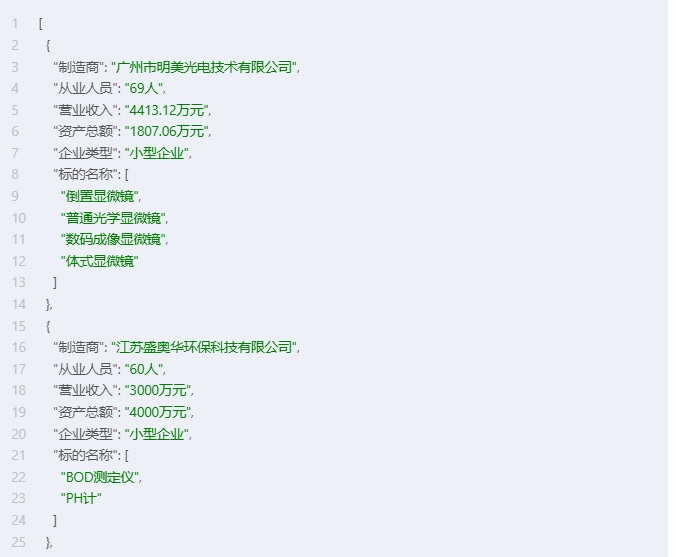 1 [
2 {
3 "制造商": "广州市明美光电技术有限公司",
4 "从业人员": "69人",
5 "营业收入": "4413.12万元",
6 "资产总额": "1807.06万元",
7 "企业类型": "小型企业",
8 "标的名称": [
9 "倒置显微镜",
10 "普通光学显微镜",
11 "数码成像显微镜",
12 "体式显微镜"
13 ]
14 },
15 {
16 "制造商": "江苏盛奥华环保科技有限公司",
17 "从业人员": "60人",
18 "营业收入": "3000万元",
19 "资产总额": "4000万元",
20 "企业类型": "小型企业",
21 "标的名称": [
22 "BOD测定仪",
23 "PH计"
24 ]
25 },